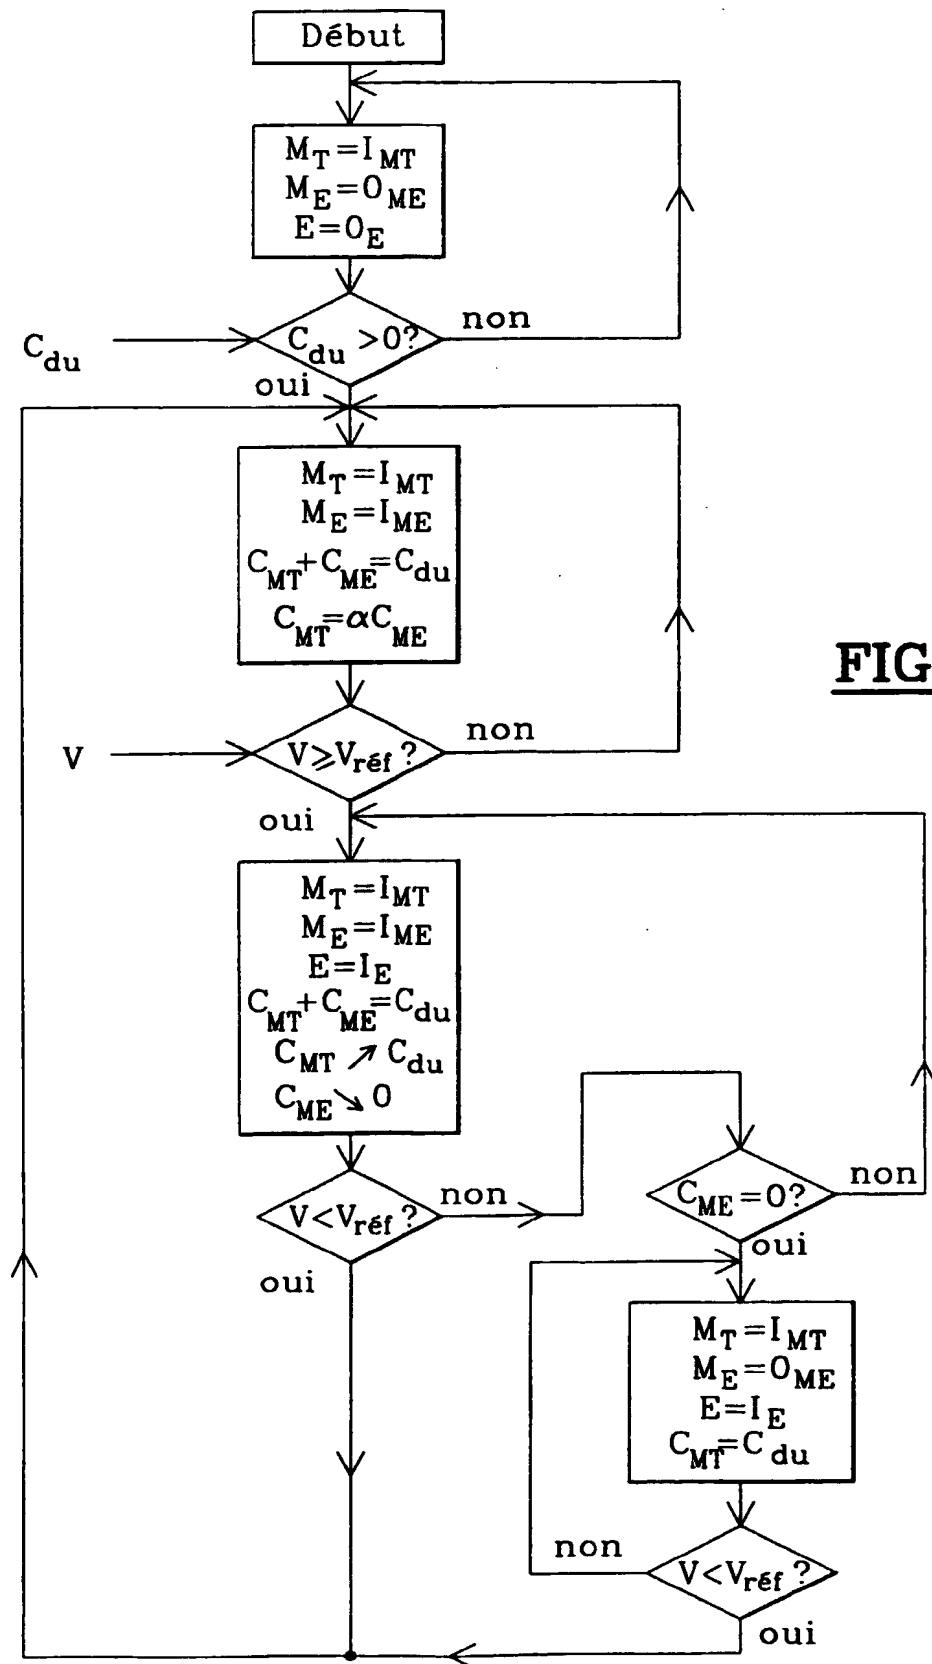 Début
M_T=I_MT
M_E=0_ME
E=0_E
C_du
C_du >0?
non
oui
M_T=I_MT
M_E=I_ME
C_MT+C_ME=C_du
C_MT=αC_ME
FIG
V
V⩾V_réf ?
non
oui
M_T=I_MT
M_E=I_ME
E=I_E
C_MT+C_ME=C_du
C_MT ↗ C_du
C_ME ↘ 0
V<V_réf ?
non
oui
C_ME=0?
non
oui
M_T=I_MT
M_E=0_ME
E=I_E
C_MT=C_du
non
V<V_réf ?
oui